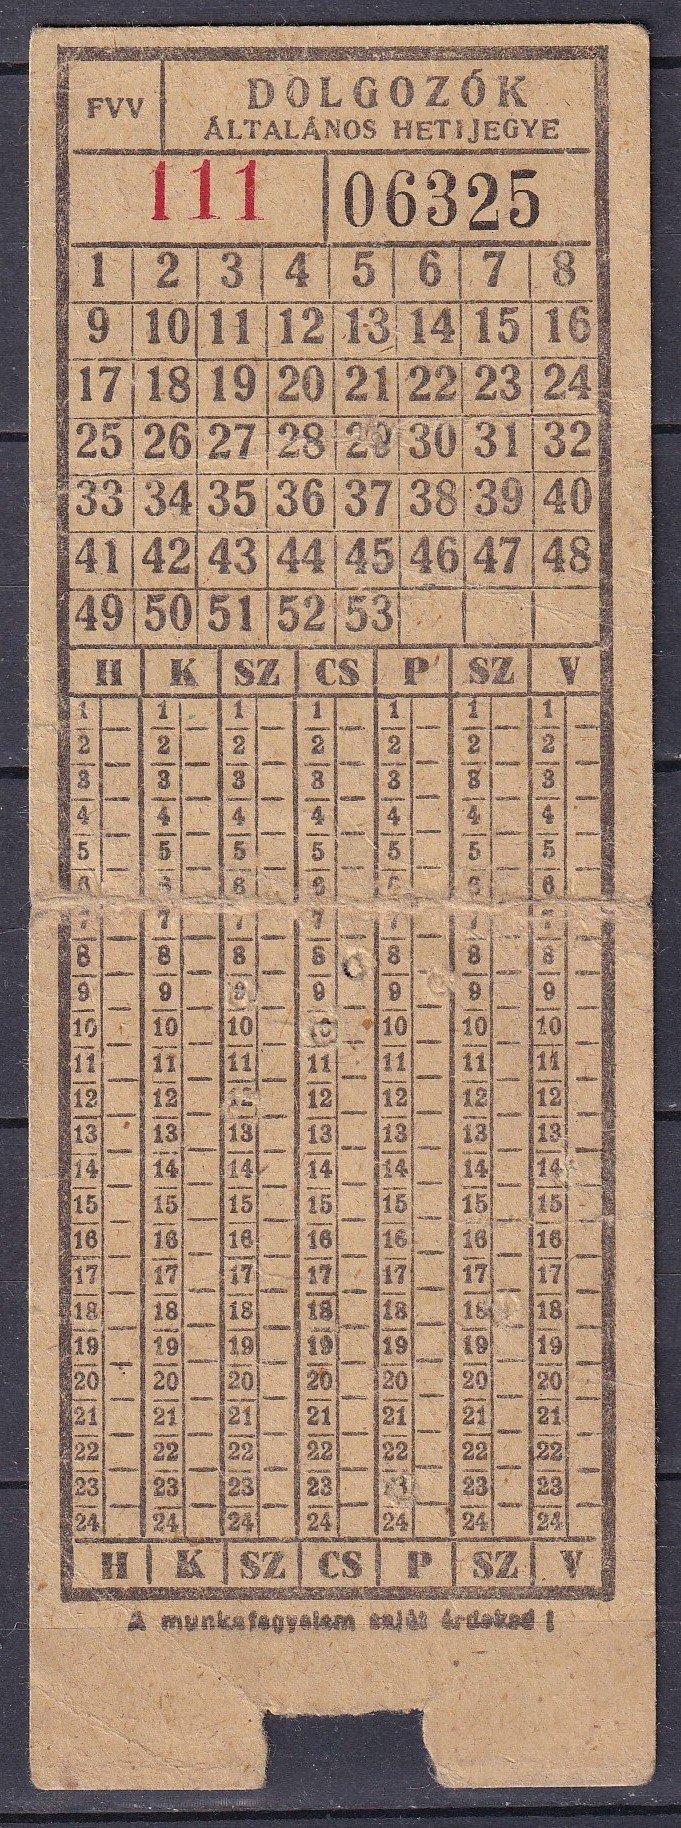 FVV
DOLGOZÓK
ÁLTALÁNOS HETIJEGYE
111 06325
1 2 3 4 5 6 7 8
9 10 11 12 13 14 15 16
17 18 19 20 21 22 23 24
25 26 27 28 29 30 31 32
33 34 35 36 37 38 39 40
41 42 43 44 45 46 47 48
49 50 51 52 53
H K SZ CS P SZ V
1 1 1 1 1 1 1
2 2 2 2 2 2 2
3 3 3 3 3 3 3
4 4 4 4 4 4 4
5 5 5 5 5 5 5
6 6 6 6 6 6 6
7 7 7 7 7 7 7
8 8 8 8 8 8 8
9 9 9 9 9 9 9
10 10 10 10 10 10 10
11 11 11 11 11 11 11
12 12 12 12 12 12 12
13 13 13 13 13 13 13
14 14 14 14 14 14 14
15 15 15 15 15 15 15
16 16 16 16 16 16 16
17 17 17 17 17 17 17
18 18 18 18 18 18 18
19 19 19 19 19 19 19
20 20 20 20 20 20 20
21 21 21 21 21 21 21
22 22 22 22 22 22 22
23 23 23 23 23 23 23
24 24 24 24 24 24 24
H K SZ CS P SZ V
A munkafegyelem saját érdeked !